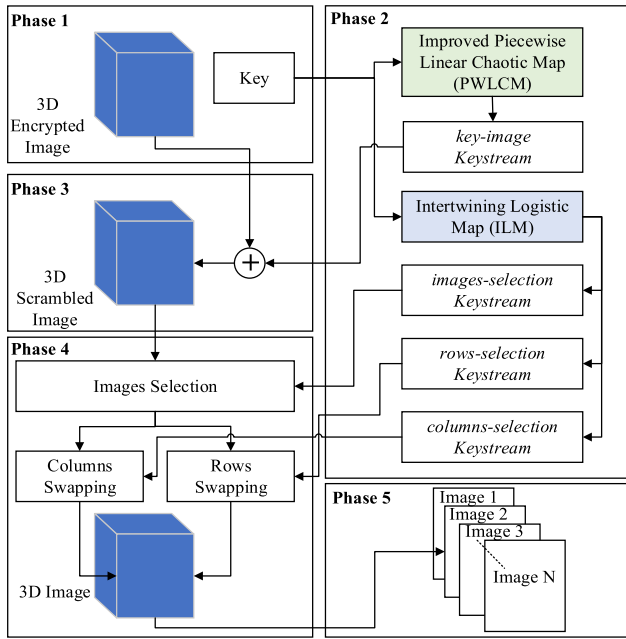 Phase 1
Key
3D
Encrypted
Image
Phase 2
Improved Piecewise
Linear Chaotic Map
(PWLCM)
key-image
Keystream
Intertwining Logistic
Map (ILM)
images-selection
Keystream
rows-selection
Keystream
columns-selection
Keystream
Phase 3
+
3D
Scrambled
Image
Phase 4
Images Selection
Columns
Swapping
Rows
Swapping
3D Image
Phase 5
Image 1
Image 2
Image 3
Image N